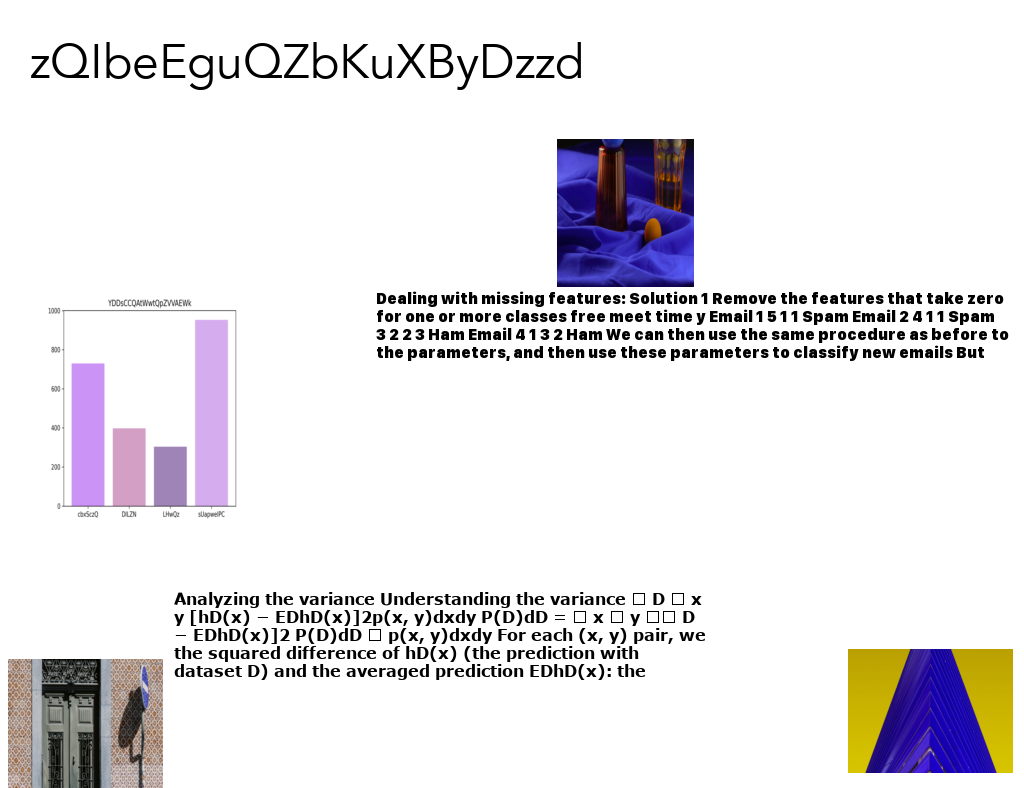 zQIbeEguQZbKuXByDzzd
Dealing with missing features: Solution 1 Remove the features that take zero
for one or more classes free meet time y Email 1 5 1 1 Spam Email 2 4 1 1 Spam
3 2 2 3 Ham Email 4 1 3 2 Ham We can then use the same procedure as before to
the parameters, and then use these parameters to classify new emails But
YDDsCCQAtWwtQpZVVAEWk
1000
800
600
400
200
0
cbxSczQ DILZN LHwQz sUapwelPC
Analyzing the variance Understanding the variance □ D □ x
y [hD(x) − EDhD(x)]2p(x, y)dxdy P(D)dD = □ x □ y □□ D
− EDhD(x)]2 P(D)dD □ p(x, y)dxdy For each (x, y) pair, we
the squared difference of hD(x) (the prediction with
dataset D) and the averaged prediction EDhD(x): the